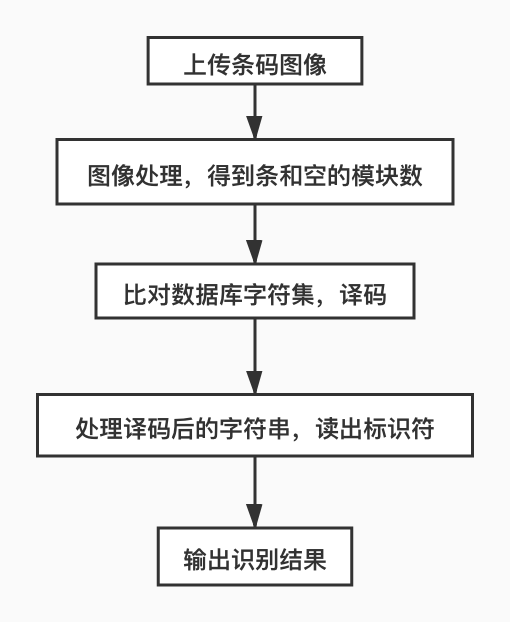 上传条码图像
图像处理，得到条和空的模块数
比对数据库字符集，译码
处理译码后的字符串，读出标识符
输出识别结果